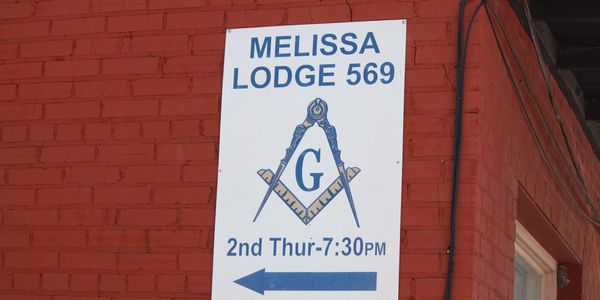 MELISSA
LODGE 569
G
2nd Thur-7:30PM